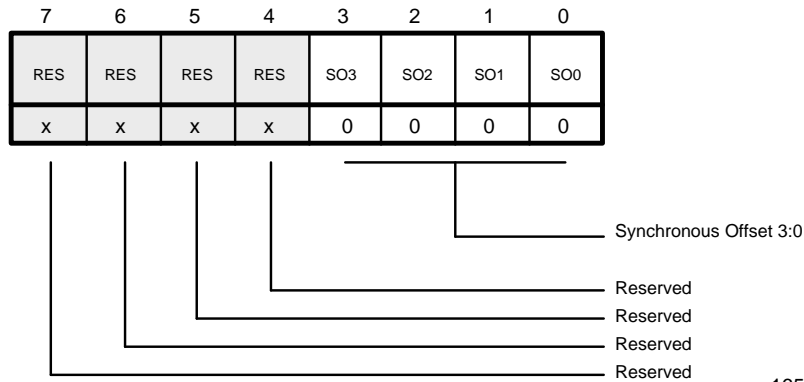 7 6 5 4 3 2 1 0
RES RES RES RES SO3 SO2 SO1 SO0
x x x x 0 0 0 0
Synchronous Offset 3:0
Reserved
Reserved
Reserved
Reserved